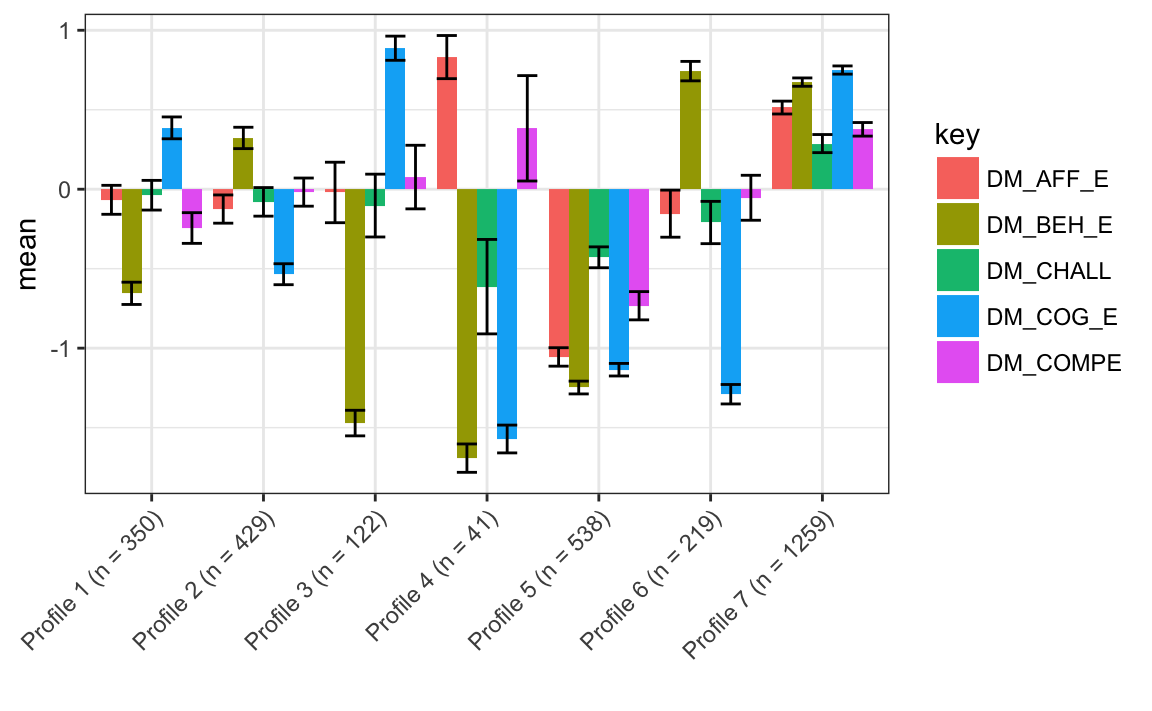 1
0
-1
mean
Profile 1 (n = 350)
Profile 2 (n = 429)
Profile 3 (n = 122)
Profile 4 (n = 41)
Profile 5 (n = 538)
Profile 6 (n = 219)
Profile 7 (n = 1259)
key
DM_AFF_E
DM_BEH_E
DM_CHALL
DM_COG_E
DM_COMPE